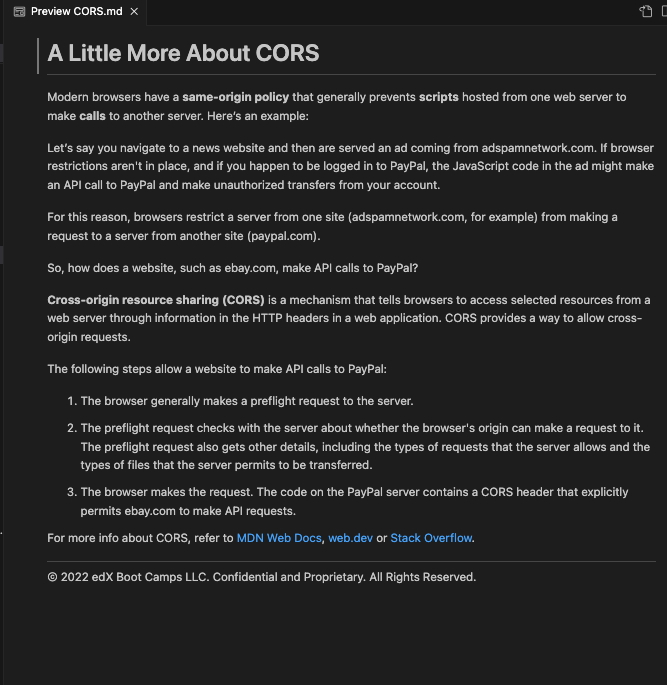 Preview CORS.md
A Little More About CORS
Modern browsers have a same-origin policy that generally prevents scripts hosted from one web server to
make calls to another server. Here's an example:
Let's say you navigate to a news website and then are served an ad coming from adspamnetwork.com. If browser
restrictions aren't in place, and if you happen to be logged in to PayPal, the JavaScript code in the ad might make
an API call to PayPal and make unauthorized transfers from your account.
For this reason, browsers restrict a server from one site (adspamnetwork.com, for example) from making a
request to a server from another site (paypal.com).
So, how does a website, such as ebay.com, make API calls to PayPal?
Cross-origin resource sharing (CORS) is a mechanism that tells browsers to access selected resources from a
web server through information in the HTTP headers in a web application. CORS provides a way to allow cross-
origin requests.
The following steps allow a website to make API calls to PayPal:
1. The browser generally makes a preflight request to the server.
2. The preflight request checks with the server about whether the browser's origin can make a request to it.
The preflight request also gets other details, including the types of requests that the server allows and the
types of files that the server permits to be transferred.
3. The browser makes the request. The code on the PayPal server contains a CORS header that explicitly
permits ebay.com to make API requests.
For more info about CORS, refer to MDN Web Docs, web.dev or Stack Overflow.
© 2022 edX Boot Camps LLC. Confidential and Proprietary. All Rights Reserved.